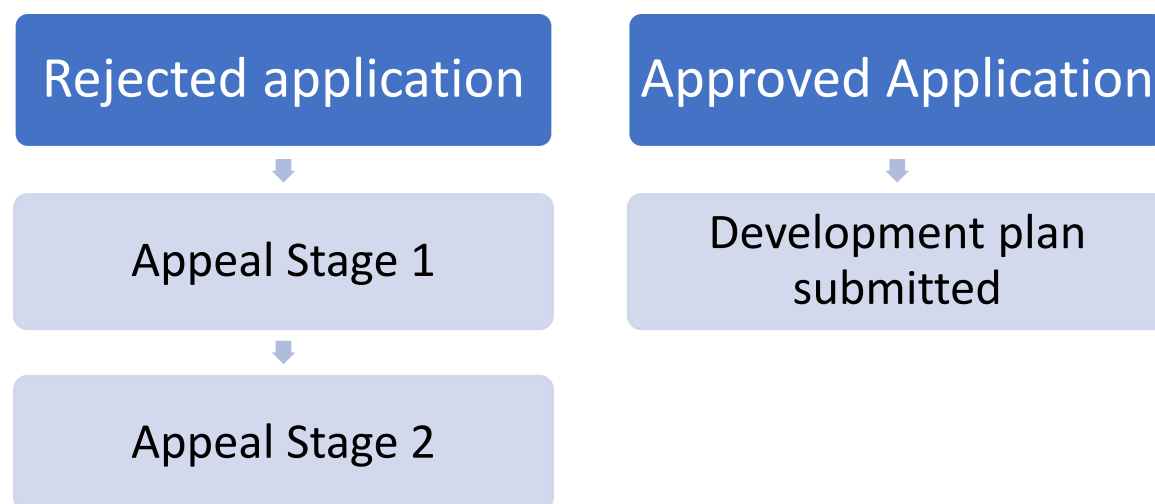 Rejected application
Appeal Stage 1
Appeal Stage 2
Approved Application
Development plan
submitted